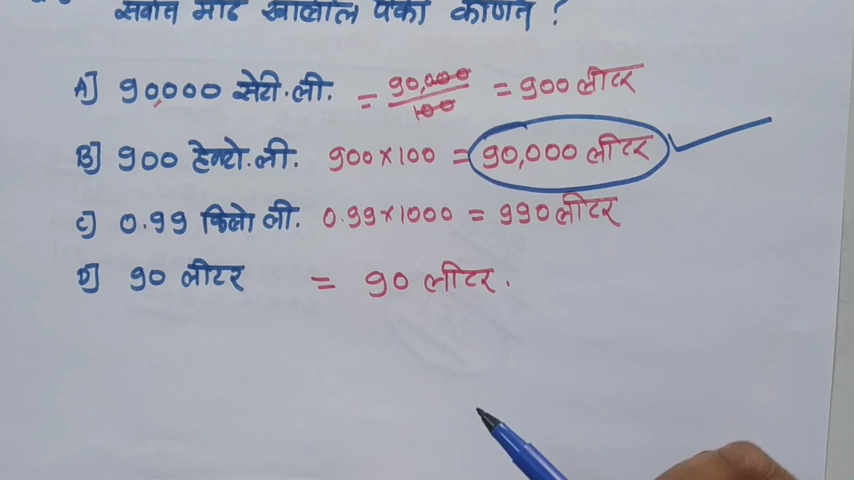 सर्वात मोठे खालील पैकी कोणते ?
A] 90,000 सेंटी.ली. = 90,000/100 = 900 लीटर
B] 900 हेक्टो.ली. 900×100 = 90,000 लीटर
C] 0.99 किलो ली. 0.99×1000 = 990 लीटर
D] 90 लीटर = 90 लीटर.